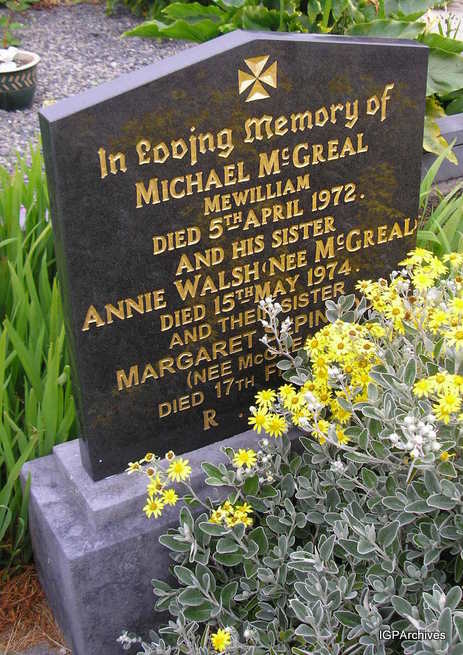 In Loving Memory of
MICHAEL McGREAL
MEWILLIAM
DIED 5TH APRIL 1972.
AND HIS SISTER
ANNIE WALSH (NEE McGREAL)
DIED 15TH MAY 1974.
AND THEIR SISTER
MARGARET
(NEE
DIED 17TH
R.
IGPArchives